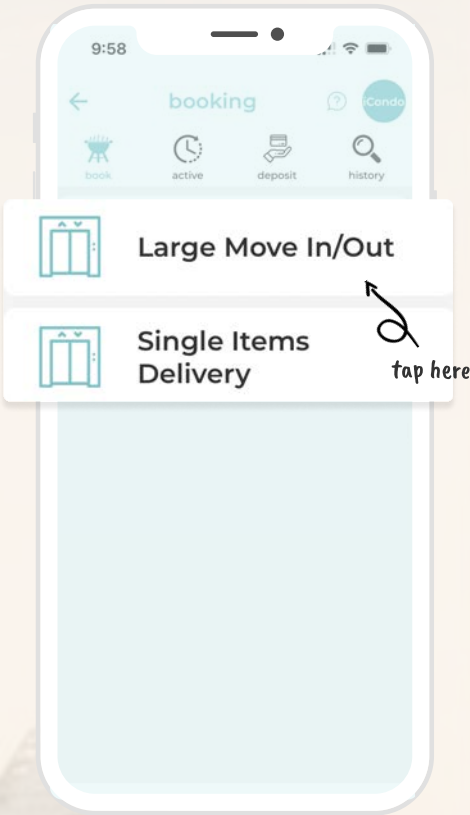 9:58
booking
iCondo
book
active
deposit
history
Large Move In/Out
Single Items
Delivery
tap here